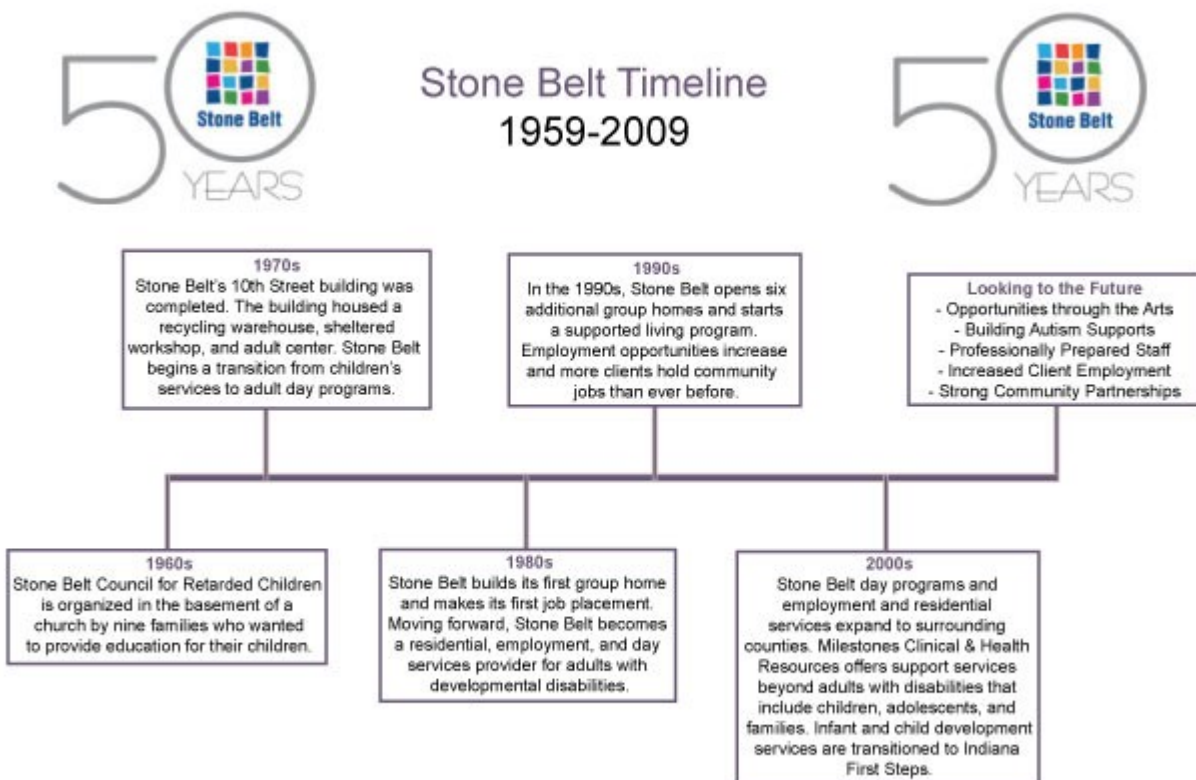 50
Stone Belt
YEARS
Stone Belt Timeline
1959-2009
50
Stone Belt
YEARS
1970s
Stone Belt's 10th Street building was
completed. The building housed a
recycling warehouse, sheltered
workshop, and adult center. Stone Belt
begins a transition from children's
services to adult day programs.
1990s
In the 1990s, Stone Belt opens six
additional group homes and starts
a supported living program.
Employment opportunities increase
and more clients hold community
jobs than ever before.
Looking to the Future
- Opportunities through the Arts
- Building Autism Supports
- Professionally Prepared Staff
- Increased Client Employment
- Strong Community Partnerships
1960s
Stone Belt Council for Retarded Children
is organized in the basement of a
church by nine families who wanted
to provide education for their children.
1980s
Stone Belt builds its first group home
and makes its first job placement.
Moving forward, Stone Belt becomes
a residential, employment, and day
services provider for adults with
developmental disabilities.
2000s
Stone Belt day programs and
employment and residential
services expand to surrounding
counties. Milestones Clinical & Health
Resources offers support services
beyond adults with disabilities that
include children, adolescents, and
families. Infant and child development
services are transitioned to Indiana
First Steps.